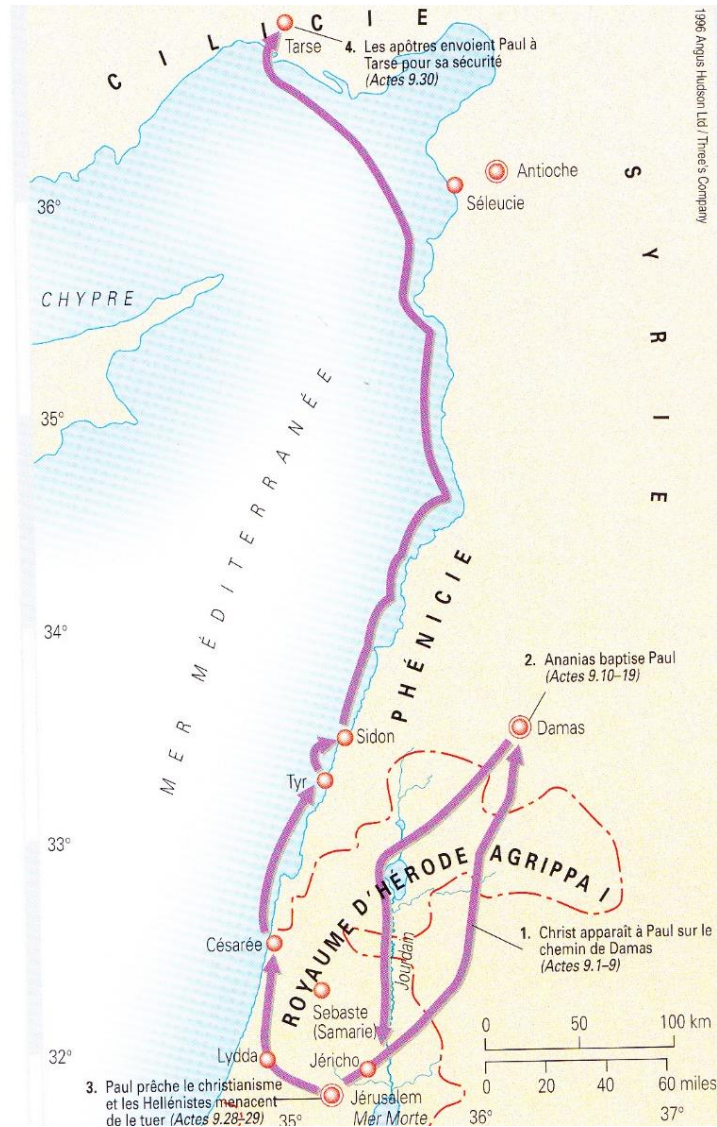 CILICIE
Tarse
4. Les apôtres envoient Paul à
Tarse pour sa sécurité
(Actes 9.30)
1996 Angus Hudson Ltd / Three's Company
Antioche
Séleucie
SYRIE
36°
CHYPRE
35°
MER MÉDITERRANÉE
34°
PHÉNICIE
2. Ananias baptise Paul
(Actes 9.10–19)
Damas
Sidon
Tyr
33°
ROYAUME D'HÉRODE AGRIPPA I
Césarée
1. Christ apparaît à Paul sur le
chemin de Damas
(Actes 9.1–9)
Jourdain
Sebaste
(Samarie)
0 50 100 km
0 20 40 60 miles
32°
Lydda
Jéricho
3. Paul prêche le christianisme
et les Hellénistes menacent
de le tuer (Actes 9.28-29)
Jérusalem
Mer Morte
35°
36°
37°